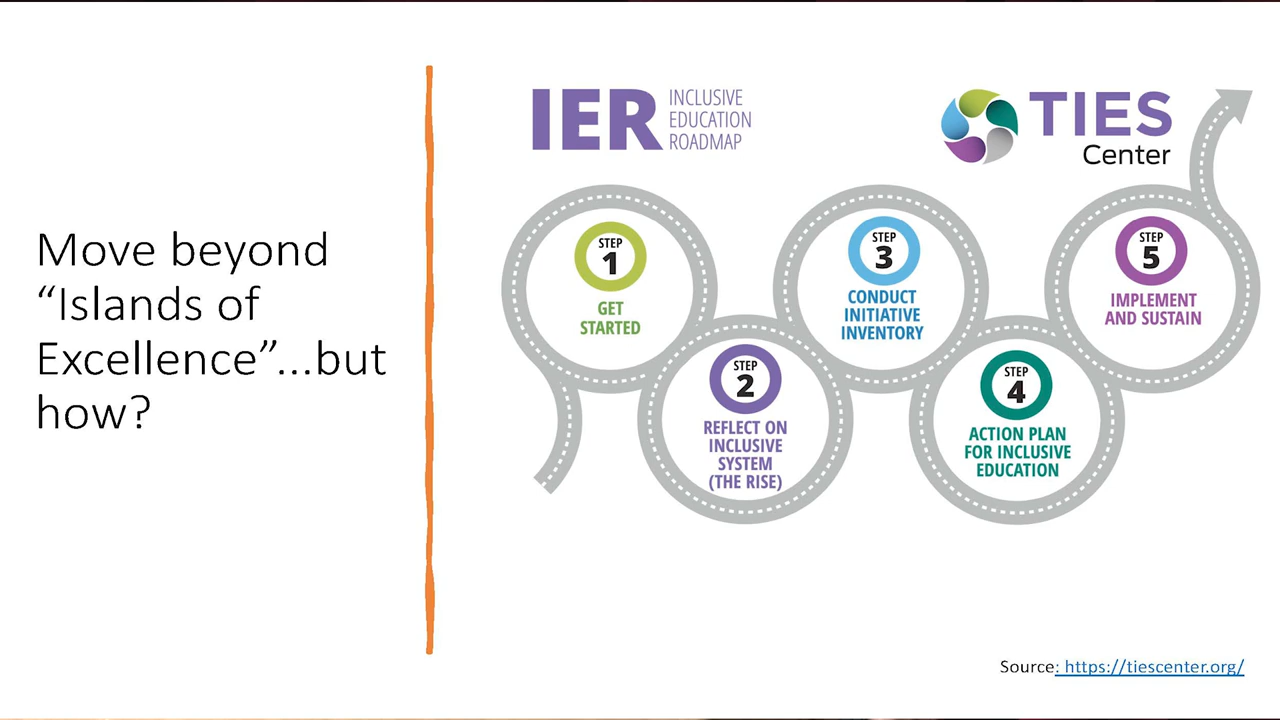 Move beyond
“Islands of
Excellence”...but
how?
IER
INCLUSIVE
EDUCATION
ROADMAP
TIES
Center
STEP
1
GET
STARTED
STEP
2
REFLECT ON
INCLUSIVE
SYSTEM
(THE RISE)
STEP
3
CONDUCT
INITIATIVE
INVENTORY
STEP
4
ACTION PLAN
FOR INCLUSIVE
EDUCATION
STEP
5
IMPLEMENT
AND SUSTAIN
Source: https://tiescenter.org/